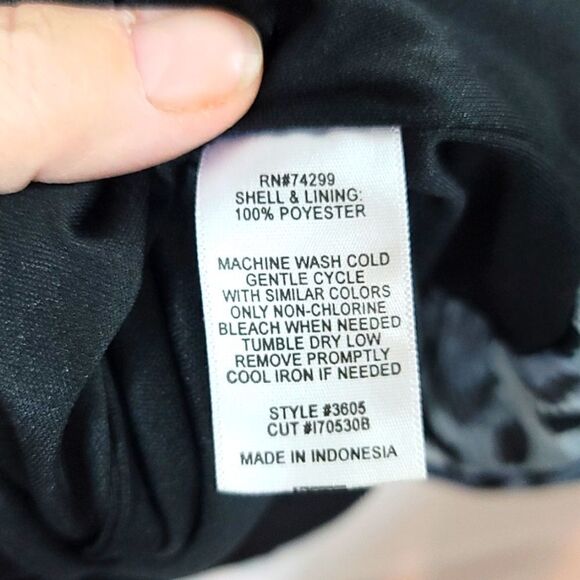 RN#74299
SHELL & LINING:
100% POYESTER
MACHINE WASH COLD
GENTLE CYCLE
WITH SIMILAR COLORS
ONLY NON-CHLORINE
BLEACH WHEN NEEDED
TUMBLE DRY LOW
REMOVE PROMPTLY
COOL IRON IF NEEDED
STYLE #3605
CUT #I70530B
MADE IN INDONESIA